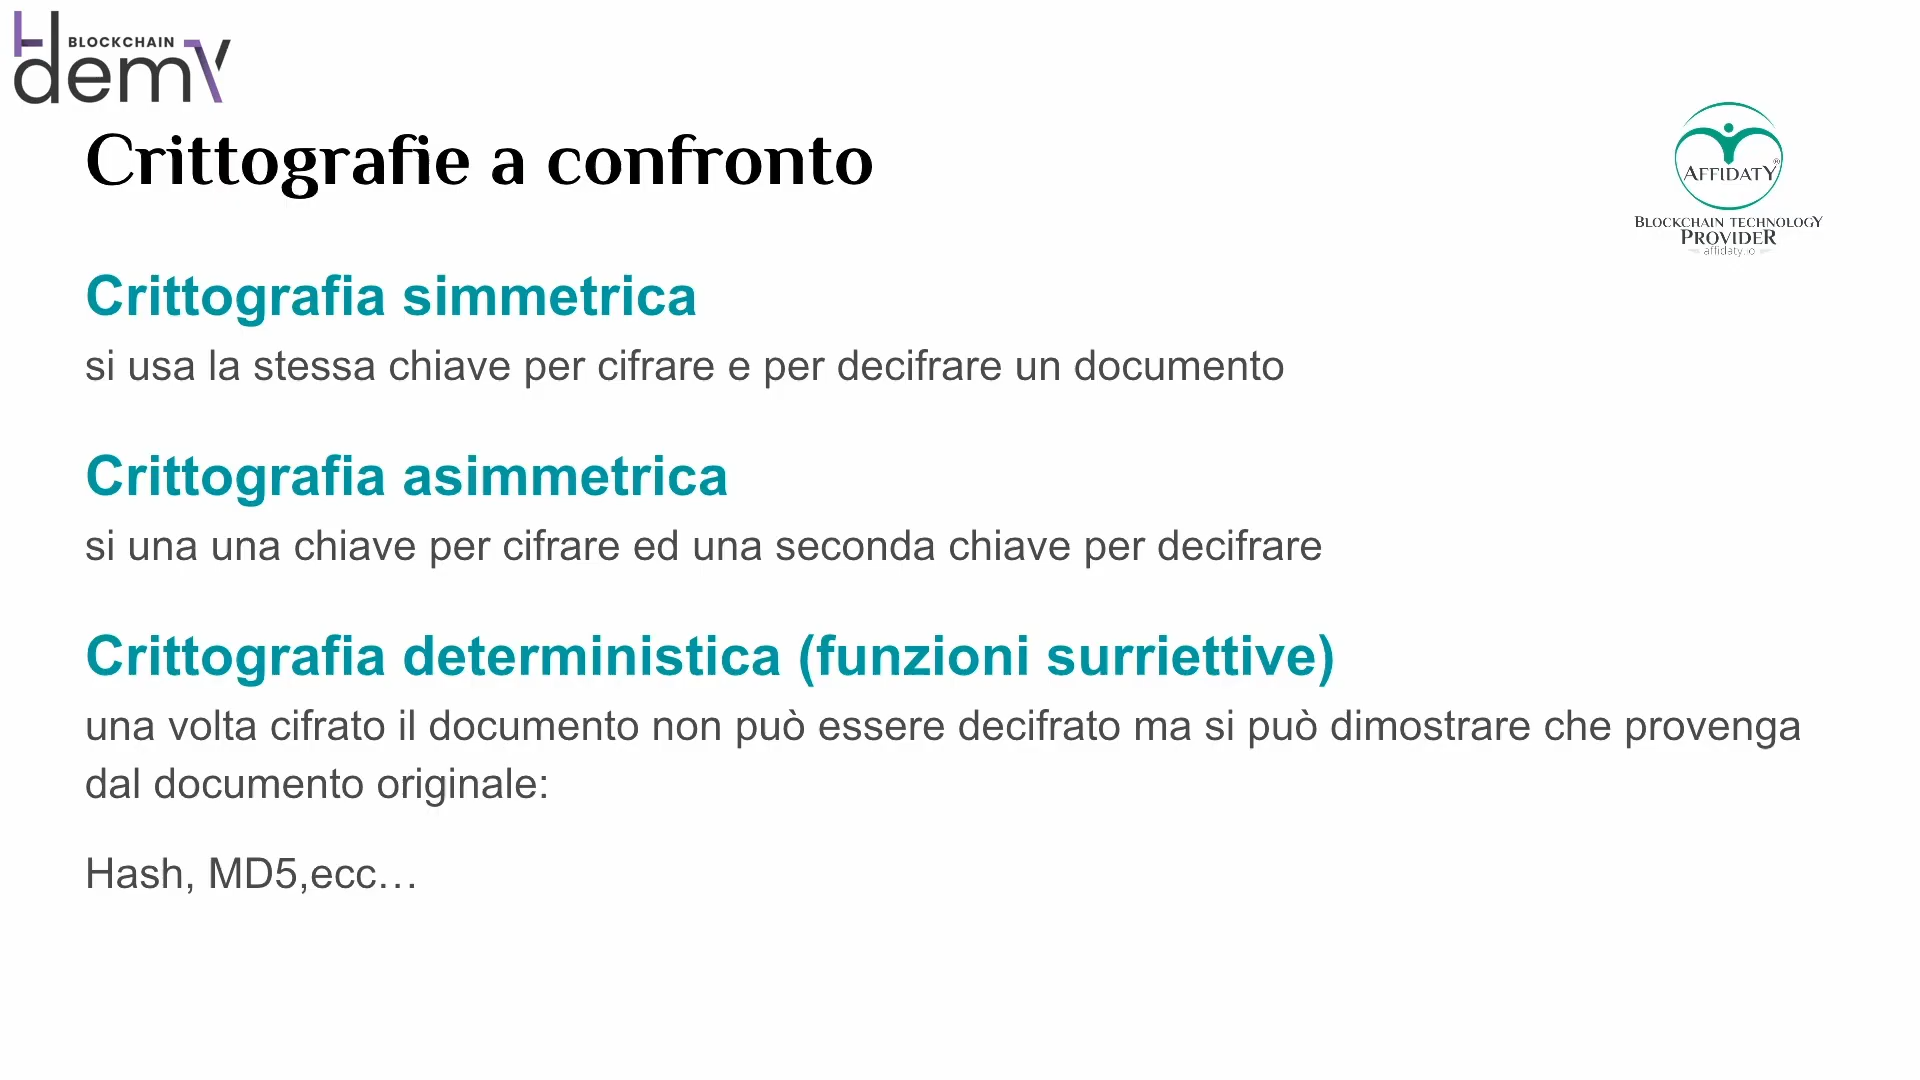 BLOCKCHAIN
demy
Crittografie a confronto
AFFIDATY®
BLOCKCHAIN TECHNOLOGY
PROVIDER
affidaty.io
Crittografia simmetrica
si usa la stessa chiave per cifrare e per decifrare un documento
Crittografia asimmetrica
si una una chiave per cifrare ed una seconda chiave per decifrare
Crittografia deterministica (funzioni surriettive)
una volta cifrato il documento non può essere decifrato ma si può dimostrare che provenga
dal documento originale:
Hash, MD5,ecc…